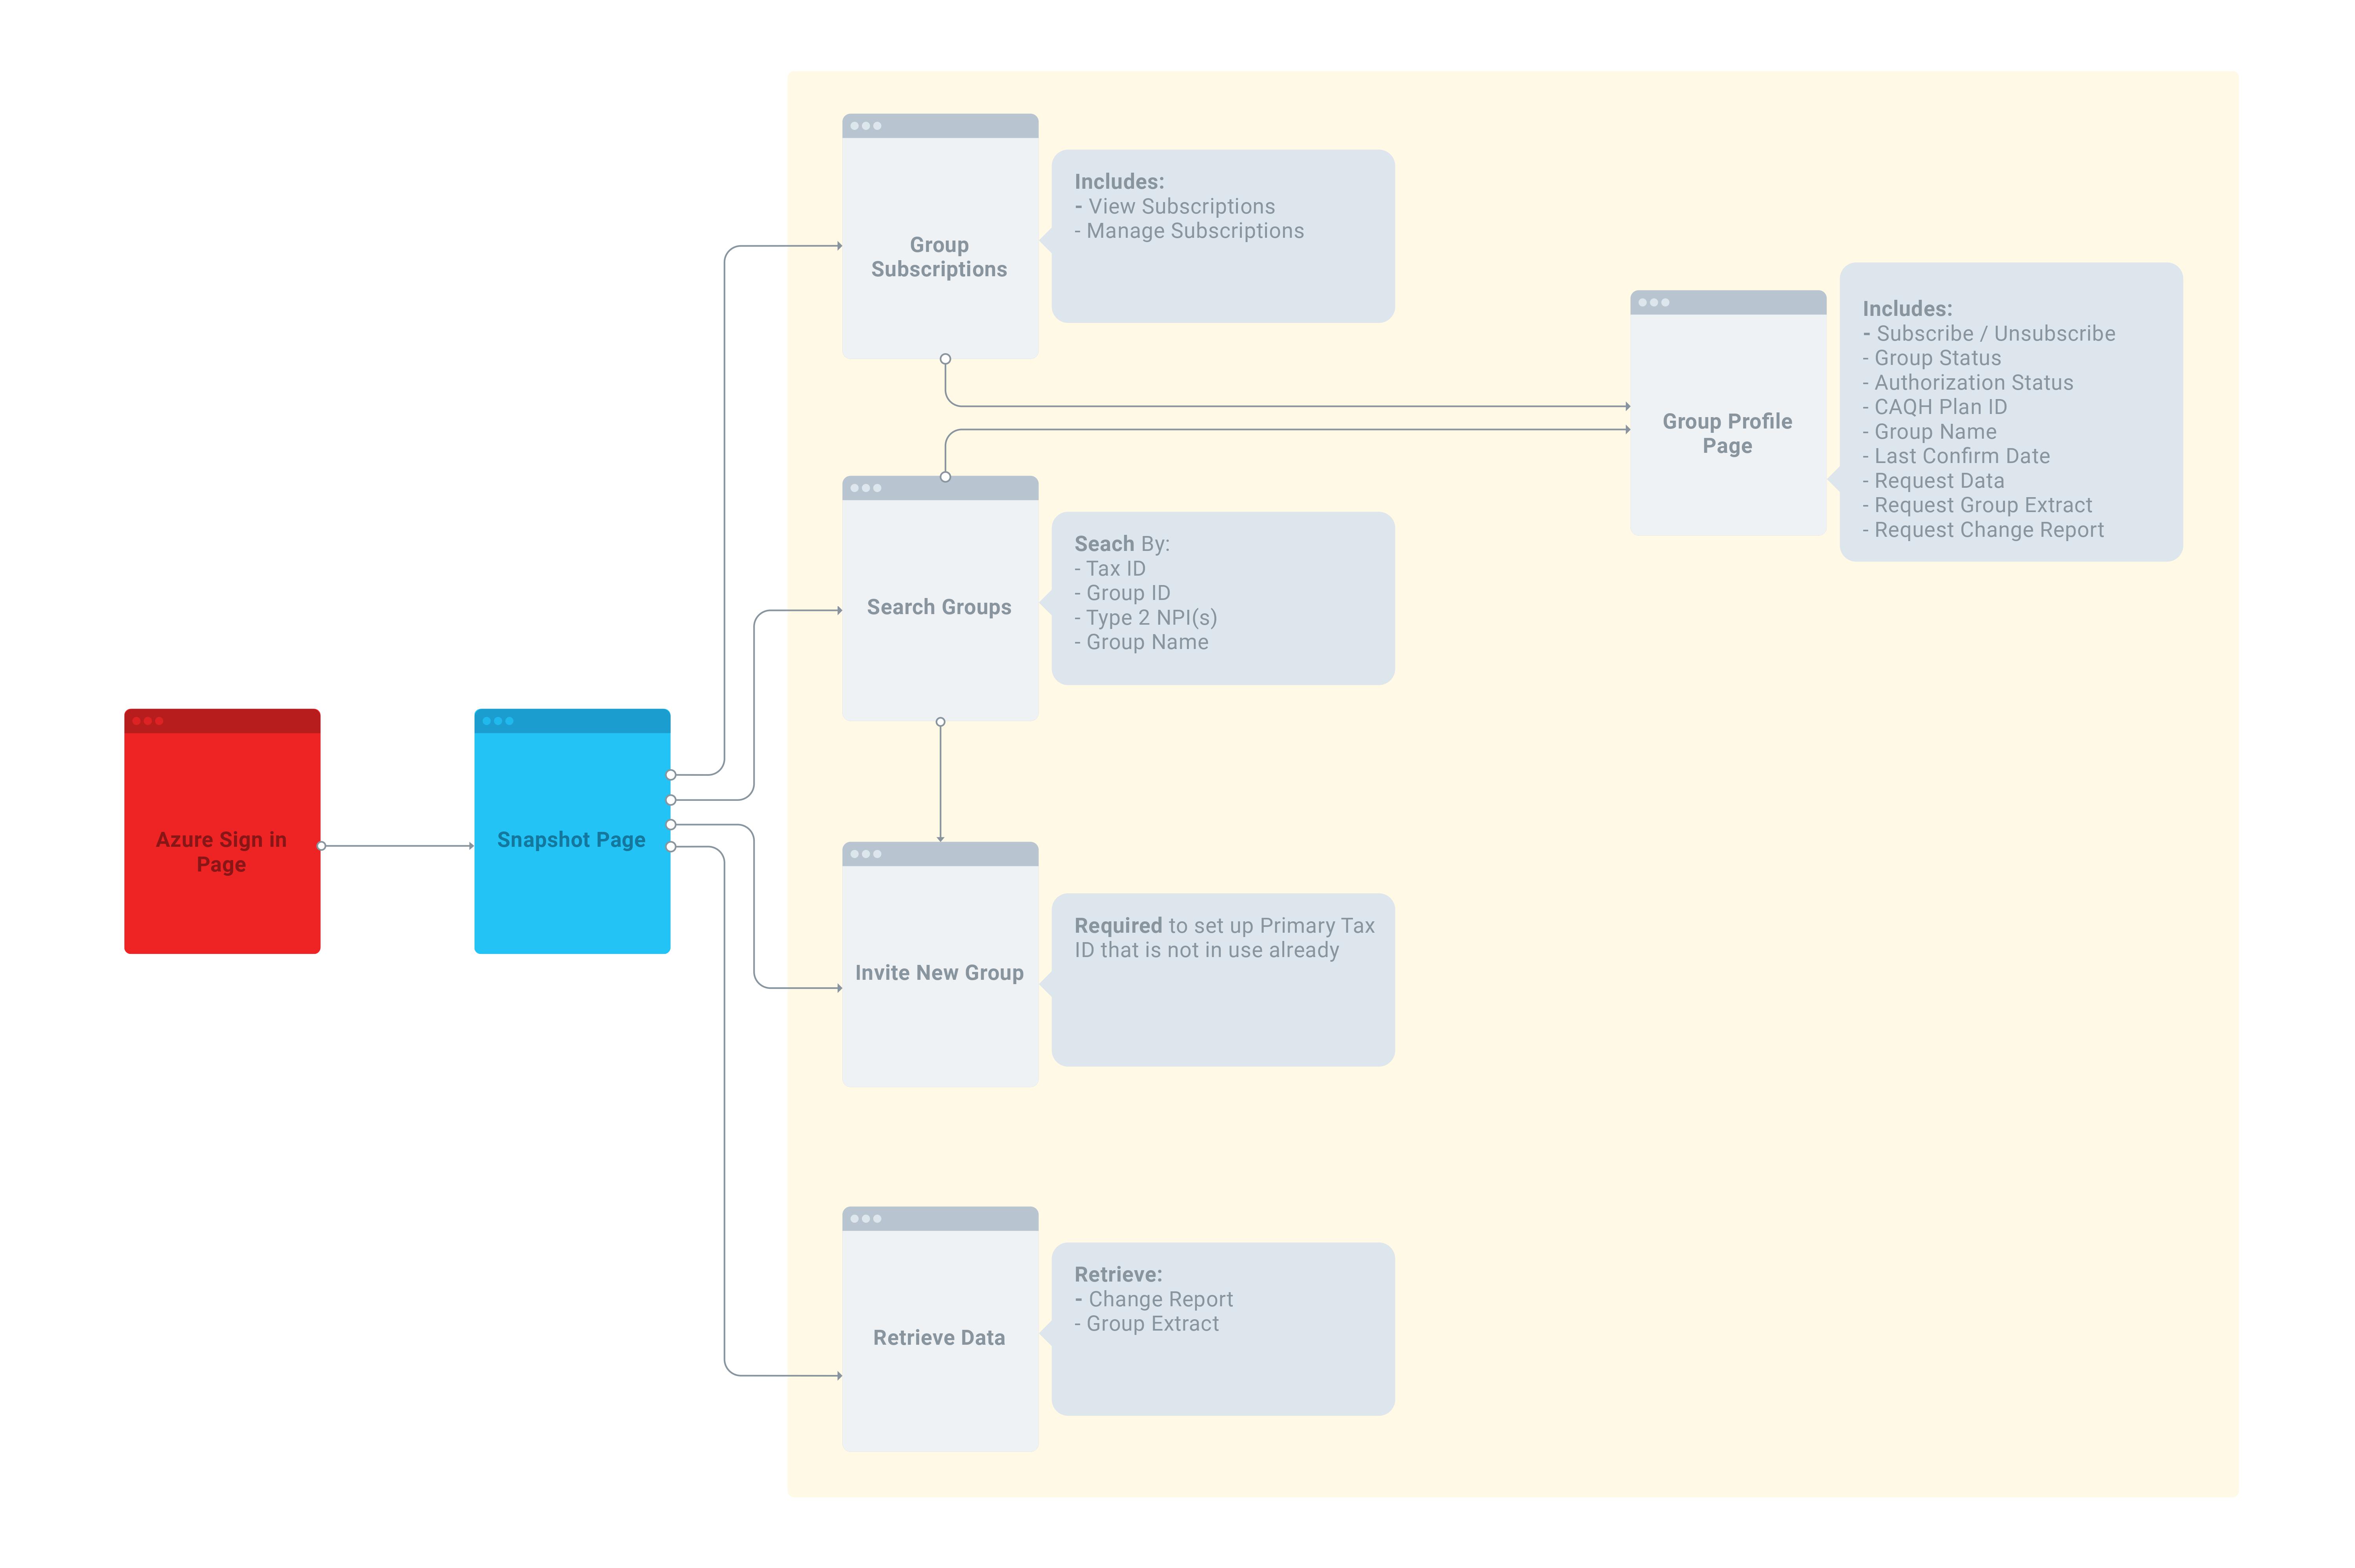 Group
Subscriptions
Includes:
- View Subscriptions
- Manage Subscriptions
Group Profile
Page
Includes:
- Subscribe / Unsubscribe
- Group Status
- Authorization Status
- CAQH Plan ID
- Group Name
- Last Confirm Date
- Request Data
- Request Group Extract
- Request Change Report
Search Groups
Seach By:
- Tax ID
- Group ID
- Type 2 NPI(s)
- Group Name
Azure Sign in
Page
Snapshot Page
Invite New Group
Required to set up Primary Tax
ID that is not in use already
Retrieve Data
Retrieve:
- Change Report
- Group Extract